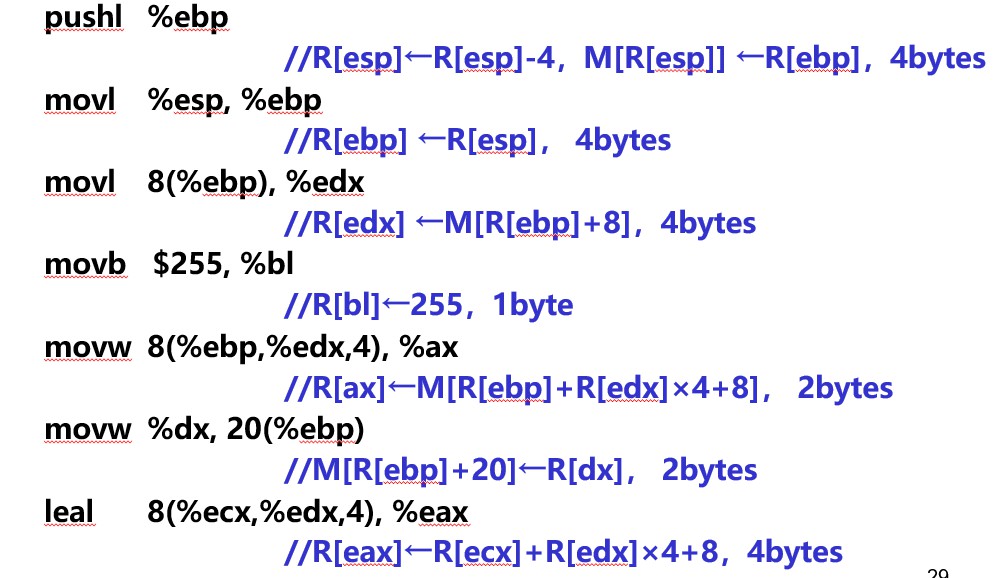 pushl %ebp
//R[esp]←R[esp]-4，M[R[esp]] ←R[ebp]，4bytes
movl %esp, %ebp
//R[ebp] ←R[esp]， 4bytes
movl 8(%ebp), %edx
//R[edx] ←M[R[ebp]+8]，4bytes
movb $255, %bl
//R[bl]←255，1byte
movw 8(%ebp,%edx,4), %ax
//R[ax]←M[R[ebp]+R[edx]×4+8]， 2bytes
movw %dx, 20(%ebp)
//M[R[ebp]+20]←R[dx]， 2bytes
leal 8(%ecx,%edx,4), %eax
//R[eax]←R[ecx]+R[edx]×4+8，4bytes
29